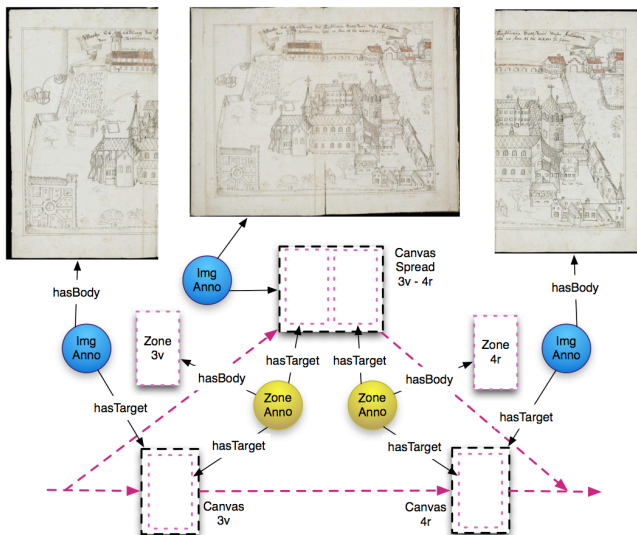 Canvas
Spread
3v - 4r
Img
Anno
hasBody
hasBody
Zone
3v
Zone
4r
Img
Anno
Img
Anno
hasTarget
hasTarget
hasBody
hasBody
Zone
Anno
Zone
Anno
hasTarget
hasTarget
hasTarget
hasTarget
Canvas
3v
Canvas
4r